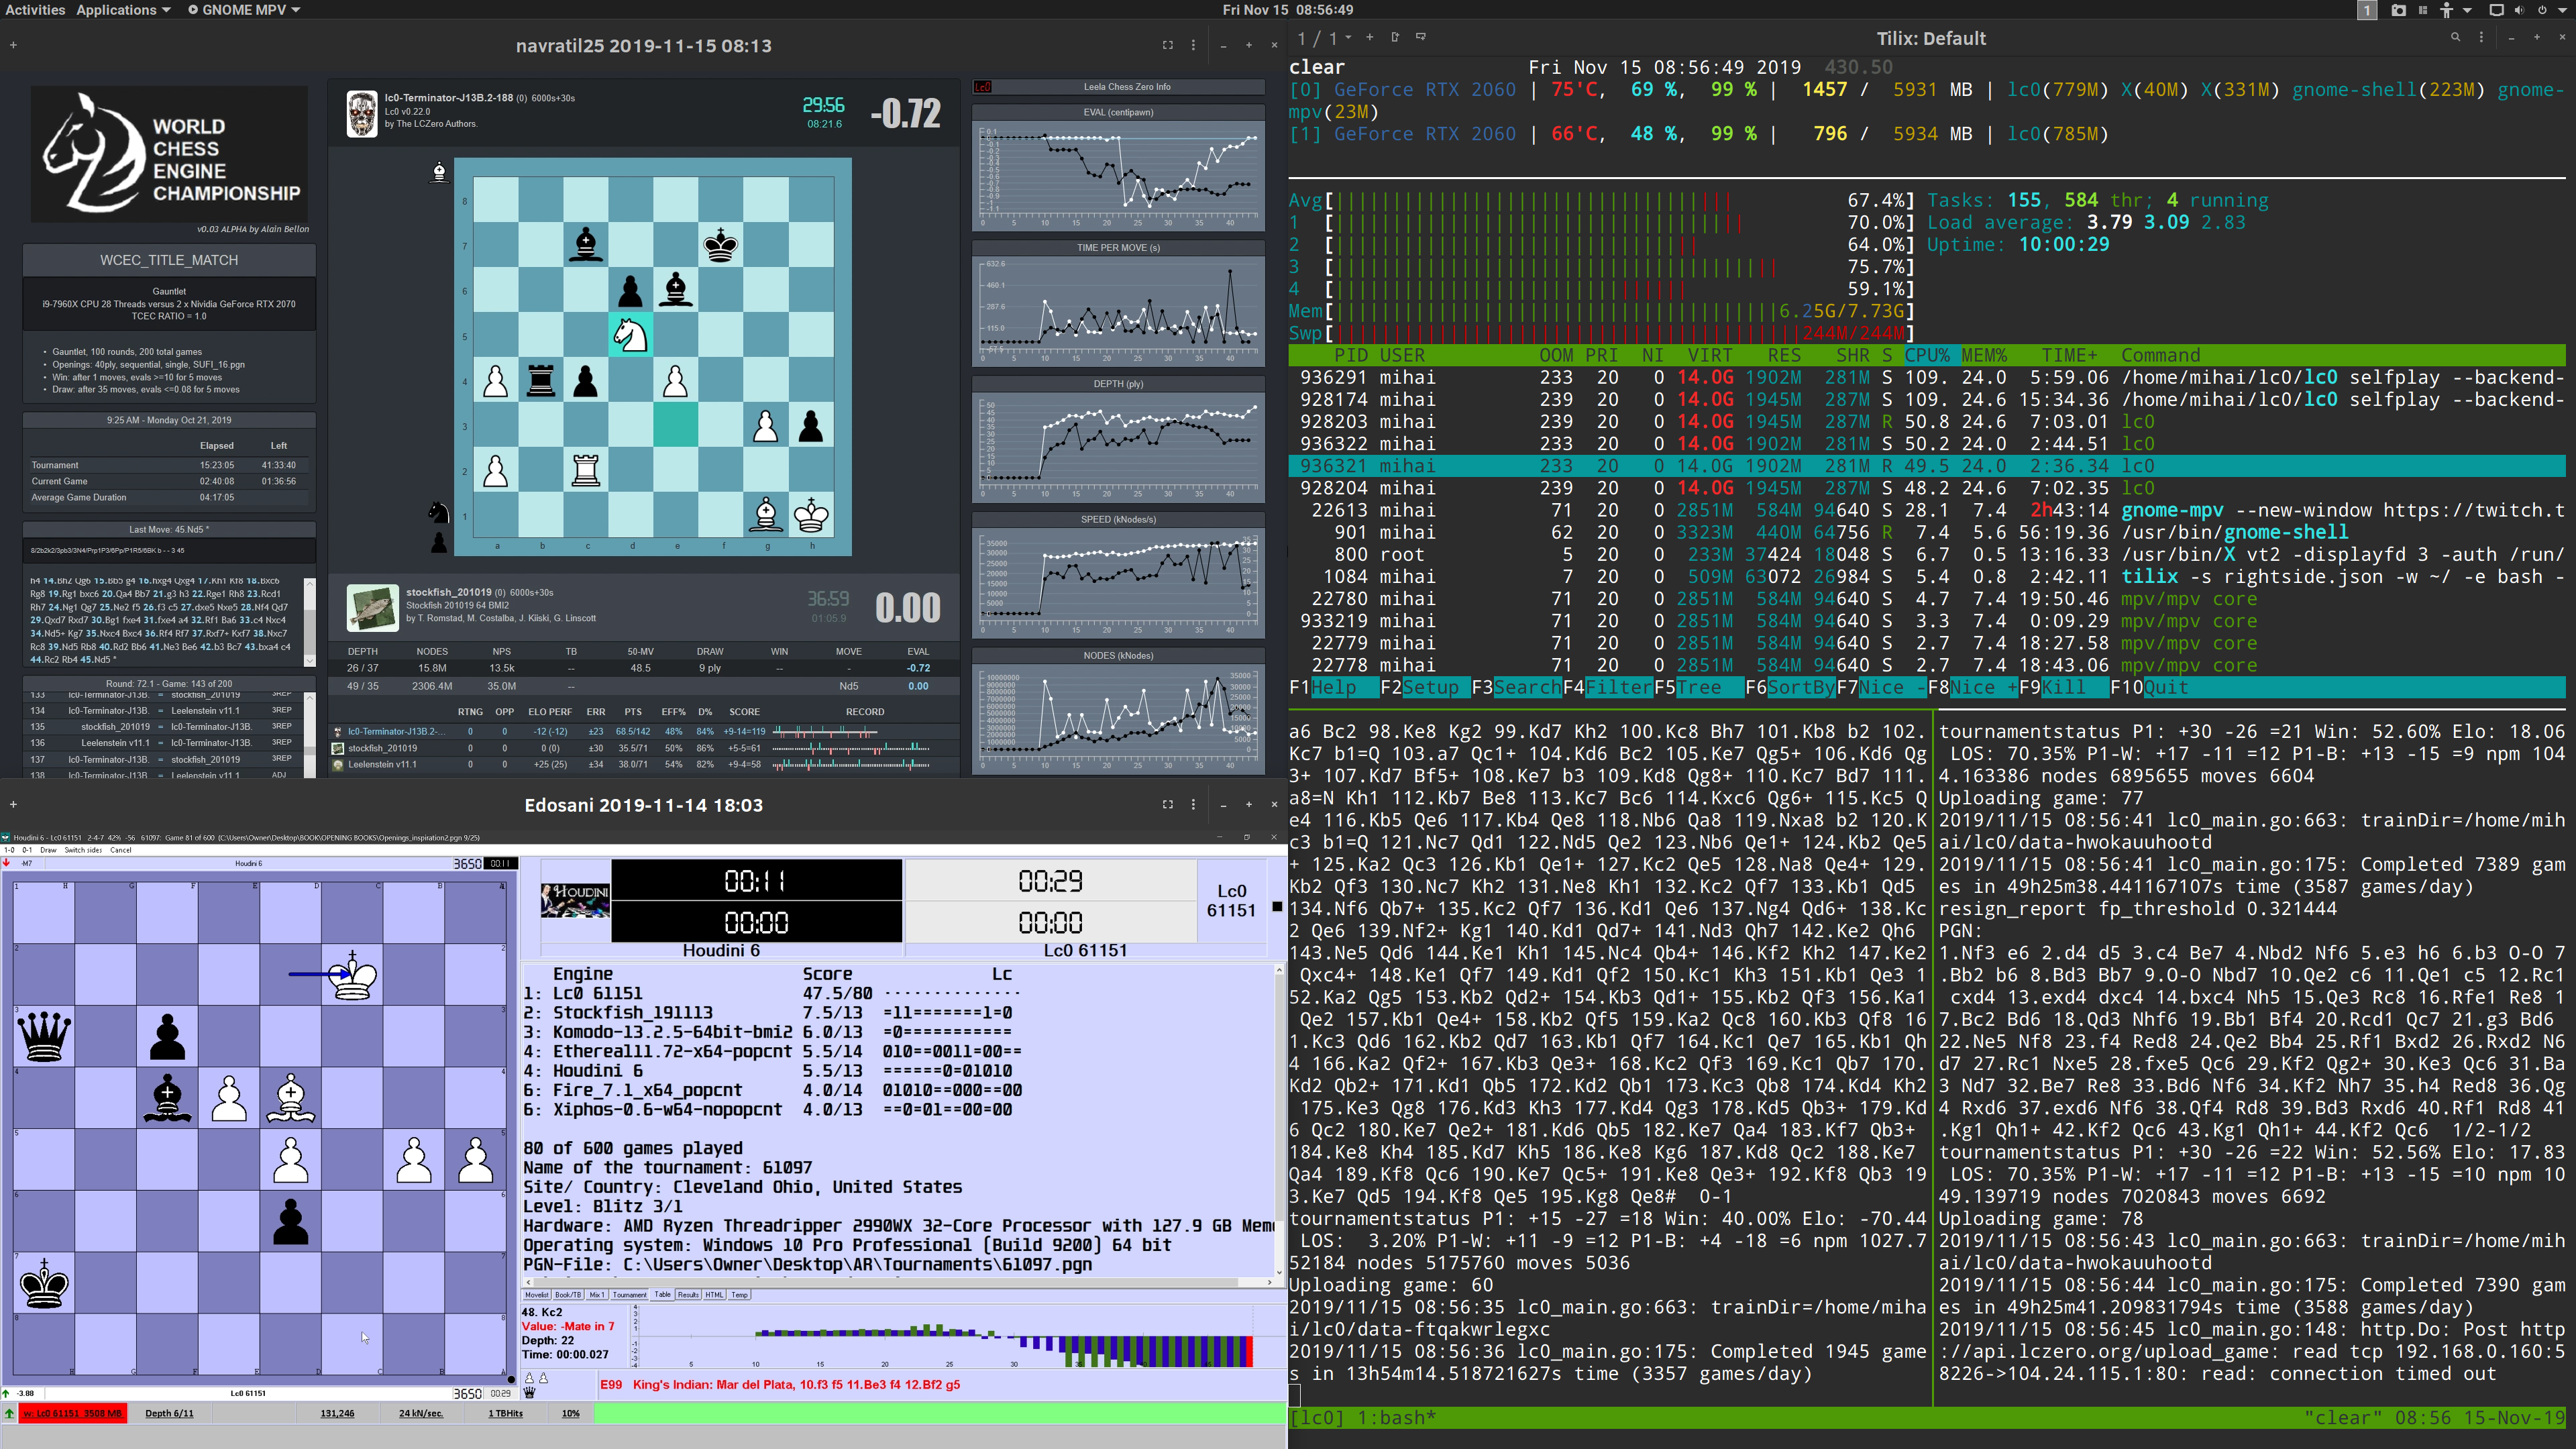 Activities Applications GNOME MPV
Fri Nov 15 08:56:49
1
navratil25 2019-11-15 08:13
WORLD
CHESS
ENGINE
CHAMPIONSHIP
v0.03 ALPHA by Alain Bellon
WCEC_TITLE_MATCH
Gauntlet
i9-7960X CPU 28 Threads versus 2 x Nvidia GeForce RTX 2070
TCEC RATIO = 1.0
• Gauntlet, 100 rounds, 200 total games
• Openings: 40ply, sequential, single, SUFI_16.pgn
• Win: after 1 moves, evals >=10 for 5 moves
• Draw: after 35 moves, evals <=0.08 for 5 moves
9:25 AM - Monday Oct 21, 2019
Elapsed Left
Tournament 15:23:05 41:33:40
Current Game 02:40:08 01:36:56
Average Game Duration 04:17:05
Last Move: 45.Nd5 *
8/2b2k2/3pb3/3N4/Prp1P3/6Pp/P1R5/6BK b - - 3 45
h4 14.Bh2 Qg6 15.Bb5 g4 16.hxg4 Qxg4 17.Kh1 Kf8 18.Bxc6
Rg8 19.Rg1 bxc6 20.Qa4 Bb7 21.g3 h3 22.Rge1 Rh8 23.Rcd1
Rh7 24.Ng1 Qg7 25.Ne2 f5 26.f3 c5 27.dxe5 Nxe5 28.Nf4 Qd7
29.Qxd7 Rxd7 30.Bg1 fxe4 31.fxe4 a4 32.Rf1 Ba6 33.c4 Nxc4
34.Nd5+ Kg7 35.Nxc4 Bxc4 36.Rf4 Rf7 37.Rxf7+ Kxf7 38.Nxc7
Rc8 39.Nd5 Rb8 40.Rd2 Bb6 41.Ne3 Be6 42.b3 Bc7 43.bxa4 c4
44.Rc2 Rb4 45.Nd5 *
Round: 72.1 - Game: 143 of 200
133 lc0-Terminator-J13B. = stockfish_201019 3REP
134 lc0-Terminator-J13B. = Leelenstein v11.1 3REP
135 stockfish_201019 = lc0-Terminator-J13B. 3REP
136 Leelenstein v11.1 = lc0-Terminator-J13B. 3REP
137 lc0-Terminator-J13B. = stockfish_201019 3REP
138 lc0-Terminator-J13B. = Leelenstein v11.1 ADJ
lc0-Terminator-J13B.2-188 (0) 6000s+30s
Lc0 v0.22.0
by The LCZero Authors.
29:56
08:21.6
-0.72
8
7
6
5
4
3
2
1
a b c d e f g h
stockfish_201019 (0) 6000s+30s
Stockfish 201019 64 BMI2
by T. Romstad, M. Costalba, J. Kiiski, G. Linscott
36:59
01:05.9
0.00
DEPTH NODES NPS TB 50-MV DRAW WIN MOVE EVAL
26 / 37 15.8M 13.5k -- 48.5 9 ply -- - -0.72
49 / 35 2306.4M 35.0M -- Nd5 0.00
RTNG OPP ELO PERF ERR PTS EFF% D% SCORE RECORD
lc0-Terminator-J13B.2-... 0 0 -12 (-12) ±23 68.5/142 48% 84% +9-14=119
stockfish_201019 0 0 0 (0) ±30 35.5/71 50% 86% +5-5=61
Leelenstein v11.1 0 0 +25 (25) ±34 38.0/71 54% 82% +9-4=58
Lc0 Leela Chess Zero Info
EVAL (centipawn)
TIME PER MOVE (s)
632.6
460.1
287.6
115.0
-57.5
DEPTH (ply)
SPEED (kNodes/s)
NODES (kNodes)
Edosani 2019-11-14 18:03
Houdini 6 - Lc0 61151 2-4-7 42% -56 61097: Game 81 of 600 (C:\Users\Owner\Desktop\BOOK\OPENING BOOKS\Openings_inspiration2.pgn 9/25)
1-0 0-1 Draw Switch sides Cancel
-M7 Houdini 6 3650 00:11
HOUDINI
00:11 00:29
00:00 00:00
Houdini 6 Lc0 61151
Lc0
61151
Engine Score Lc
1: Lc0 61151 47.5/80 - - - - - - - - - - - - - -
2: Stockfish_191113 7.5/13 =11=======1=0
3: Komodo-13.2.5-64bit-bmi2 6.0/13 =0===========
4: Ethereal11.72-x64-popcnt 5.5/14 010==0011=00==
4: Houdini 6 5.5/13 ======0=01010
6: Fire_7.1_x64_popcnt 4.0/14 01010==000==00
6: Xiphos-0.6-w64-nopopcnt 4.0/13 ==0=01==00=00
80 of 600 games played
Name of the tournament: 61097
Site/ Country: Cleveland Ohio, United States
Level: Blitz 3/1
Hardware: AMD Ryzen Threadripper 2990WX 32-Core Processor with 127.9 GB Mem
Operating system: Windows 10 Pro Professional (Build 9200) 64 bit
PGN-File: C:\Users\Owner\Desktop\AR\Tournaments\61097.pgn
Movelist Book/TB Mix 1 Tournament Table Results HTML Temp
48. Kc2
Value: -Mate in 7
Depth: 22
Time: 00:00.027
5 10 15 20 25 30
E99 King's Indian: Mar del Plata, 10.f3 f5 11.Be3 f4 12.Bf2 g5
-3.88 Lc0 61151 3650 00:29
w: Lc0 61151, 3508 MB Depth 6/11 131,246 24 kN/sec. 1 TBHits 10%
1 / 1 Tilix: Default
clear Fri Nov 15 08:56:49 2019 430.50
[0] GeForce RTX 2060 | 75'C, 69 %, 99 % | 1457 / 5931 MB | lc0(779M) X(40M) X(331M) gnome-shell(223M) gnome-
mpv(23M)
[1] GeForce RTX 2060 | 66'C, 48 %, 99 % | 796 / 5934 MB | lc0(785M)
Avg[ 67.4%] Tasks: 155, 584 thr; 4 running
1 [ 70.0%] Load average: 3.79 3.09 2.83
2 [ 64.0%] Uptime: 10:00:29
3 [ 75.7%]
4 [ 59.1%]
Mem[ 6.25G/7.73G]
Swp[ 244M/244M]
PID USER OOM PRI NI VIRT RES SHR S CPU% MEM% TIME+ Command
936291 mihai 233 20 0 14.0G 1902M 281M S 109. 24.0 5:59.06 /home/mihai/lc0/lc0 selfplay --backend-
928174 mihai 239 20 0 14.0G 1945M 287M S 109. 24.6 15:34.36 /home/mihai/lc0/lc0 selfplay --backend-
928203 mihai 239 20 0 14.0G 1945M 287M R 50.8 24.6 7:03.01 lc0
936322 mihai 233 20 0 14.0G 1902M 281M S 50.2 24.0 2:44.51 lc0
936321 mihai 233 20 0 14.0G 1902M 281M R 49.5 24.0 2:36.34 lc0
928204 mihai 239 20 0 14.0G 1945M 287M S 48.2 24.6 7:02.35 lc0
22613 mihai 71 20 0 2851M 584M 94640 S 28.1 7.4 2h43:14 gnome-mpv --new-window https://twitch.t
901 mihai 62 20 0 3323M 440M 64756 R 7.4 5.6 56:19.36 /usr/bin/gnome-shell
800 root 5 20 0 233M 37424 18048 S 6.7 0.5 13:16.33 /usr/bin/X vt2 -displayfd 3 -auth /run/
1084 mihai 7 20 0 509M 63072 26984 S 5.4 0.8 2:42.11 tilix -s rightside.json -w ~/ -e bash -
22780 mihai 71 20 0 2851M 584M 94640 S 4.7 7.4 19:50.46 mpv/mpv core
933219 mihai 71 20 0 2851M 584M 94640 S 3.3 7.4 0:09.29 mpv/mpv core
22779 mihai 71 20 0 2851M 584M 94640 S 2.7 7.4 18:27.58 mpv/mpv core
22778 mihai 71 20 0 2851M 584M 94640 S 2.7 7.4 18:43.06 mpv/mpv core
F1Help F2Setup F3SearchF4FilterF5Tree F6SortByF7Nice -F8Nice +F9Kill F10Quit
a6 Bc2 98.Ke8 Kg2 99.Kd7 Kh2 100.Kc8 Bh7 101.Kb8 b2 102.
Kc7 b1=Q 103.a7 Qc1+ 104.Kd6 Bc2 105.Ke7 Qg5+ 106.Kd6 Qg
3+ 107.Kd7 Bf5+ 108.Ke7 b3 109.Kd8 Qg8+ 110.Kc7 Bd7 111.
a8=N Kh1 112.Kb7 Be8 113.Kc7 Bc6 114.Kxc6 Qg6+ 115.Kc5 Q
e4 116.Kb5 Qe6 117.Kb4 Qe8 118.Nb6 Qa8 119.Nxa8 b2 120.K
c3 b1=Q 121.Nc7 Qd1 122.Nd5 Qe2 123.Nb6 Qe1+ 124.Kb2 Qe5
+ 125.Ka2 Qc3 126.Kb1 Qe1+ 127.Kc2 Qe5 128.Na8 Qe4+ 129.
Kb2 Qf3 130.Nc7 Kh2 131.Ne8 Kh1 132.Kc2 Qf7 133.Kb1 Qd5
134.Nf6 Qb7+ 135.Kc2 Qf7 136.Kd1 Qe6 137.Ng4 Qd6+ 138.Kc
2 Qe6 139.Nf2+ Kg1 140.Kd1 Qd7+ 141.Nd3 Qh7 142.Ke2 Qh6
143.Ne5 Qd6 144.Ke1 Kh1 145.Nc4 Qb4+ 146.Kf2 Kh2 147.Ke2
Qxc4+ 148.Ke1 Qf7 149.Kd1 Qf2 150.Kc1 Kh3 151.Kb1 Qe3 1
52.Ka2 Qg5 153.Kb2 Qd2+ 154.Kb3 Qd1+ 155.Kb2 Qf3 156.Ka1
Qe2 157.Kb1 Qe4+ 158.Kb2 Qf5 159.Ka2 Qc8 160.Kb3 Qf8 16
1.Kc3 Qd6 162.Kb2 Qd7 163.Kb1 Qf7 164.Kc1 Qe7 165.Kb1 Qh
4 166.Ka2 Qf2+ 167.Kb3 Qe3+ 168.Kc2 Qf3 169.Kc1 Qb7 170.
Kd2 Qb2+ 171.Kd1 Qb5 172.Kd2 Qb1 173.Kc3 Qb8 174.Kd4 Kh2
175.Ke3 Qg8 176.Kd3 Kh3 177.Kd4 Qg3 178.Kd5 Qb3+ 179.Kd
6 Qc2 180.Ke7 Qe2+ 181.Kd6 Qb5 182.Ke7 Qa4 183.Kf7 Qb3+
184.Ke8 Kh4 185.Kd7 Kh5 186.Ke8 Kg6 187.Kd8 Qc2 188.Ke7
Qa4 189.Kf8 Qc6 190.Ke7 Qc5+ 191.Ke8 Qe3+ 192.Kf8 Qb3 19
3.Ke7 Qd5 194.Kf8 Qe5 195.Kg8 Qe8# 0-1
tournamentstatus P1: +15 -27 =18 Win: 40.00% Elo: -70.44
LOS: 3.20% P1-W: +11 -9 =12 P1-B: +4 -18 =6 npm 1027.7
52184 nodes 5175760 moves 5036
Uploading game: 60
2019/11/15 08:56:35 lc0_main.go:663: trainDir=/home/miha
i/lc0/data-ftqakwrlegxc
2019/11/15 08:56:36 lc0_main.go:175: Completed 1945 game
s in 13h54m14.518721627s time (3357 games/day)
tournamentstatus P1: +30 -26 =21 Win: 52.60% Elo: 18.06
LOS: 70.35% P1-W: +17 -11 =12 P1-B: +13 -15 =9 npm 104
4.163386 nodes 6895655 moves 6604
Uploading game: 77
2019/11/15 08:56:41 lc0_main.go:663: trainDir=/home/mih
ai/lc0/data-hwokauuhootd
2019/11/15 08:56:41 lc0_main.go:175: Completed 7389 gam
es in 49h25m38.441167107s time (3587 games/day)
resign_report fp_threshold 0.321444
PGN:
1.Nf3 e6 2.d4 d5 3.c4 Be7 4.Nbd2 Nf6 5.e3 h6 6.b3 O-O 7
.Bb2 b6 8.Bd3 Bb7 9.O-O Nbd7 10.Qe2 c6 11.Qe1 c5 12.Rc1
cxd4 13.exd4 dxc4 14.bxc4 Nh5 15.Qe3 Rc8 16.Rfe1 Re8 1
7.Bc2 Bd6 18.Qd3 Nhf6 19.Bb1 Bf4 20.Rcd1 Qc7 21.g3 Bd6
22.Ne5 Nf8 23.f4 Red8 24.Qe2 Bb4 25.Rf1 Bxd2 26.Rxd2 N6
d7 27.Rc1 Nxe5 28.fxe5 Qc6 29.Kf2 Qg2+ 30.Ke3 Qc6 31.Ba
3 Nd7 32.Be7 Re8 33.Bd6 Nf6 34.Kf2 Nh7 35.h4 Red8 36.Qg
4 Rxd6 37.exd6 Nf6 38.Qf4 Rd8 39.Bd3 Rxd6 40.Rf1 Rd8 41
.Kg1 Qh1+ 42.Kf2 Qc6 43.Kg1 Qh1+ 44.Kf2 Qc6 1/2-1/2
tournamentstatus P1: +30 -26 =22 Win: 52.56% Elo: 17.83
LOS: 70.35% P1-W: +17 -11 =12 P1-B: +13 -15 =10 npm 10
49.139719 nodes 7020843 moves 6692
Uploading game: 78
2019/11/15 08:56:43 lc0_main.go:663: trainDir=/home/mih
ai/lc0/data-hwokauuhootd
2019/11/15 08:56:44 lc0_main.go:175: Completed 7390 gam
es in 49h25m41.209831794s time (3588 games/day)
2019/11/15 08:56:45 lc0_main.go:148: http.Do: Post http
://api.lczero.org/upload_game: read tcp 192.168.0.160:5
8226->104.24.115.1:80: read: connection timed out
[lc0] 1:bash* "clear" 08:56 15-Nov-19